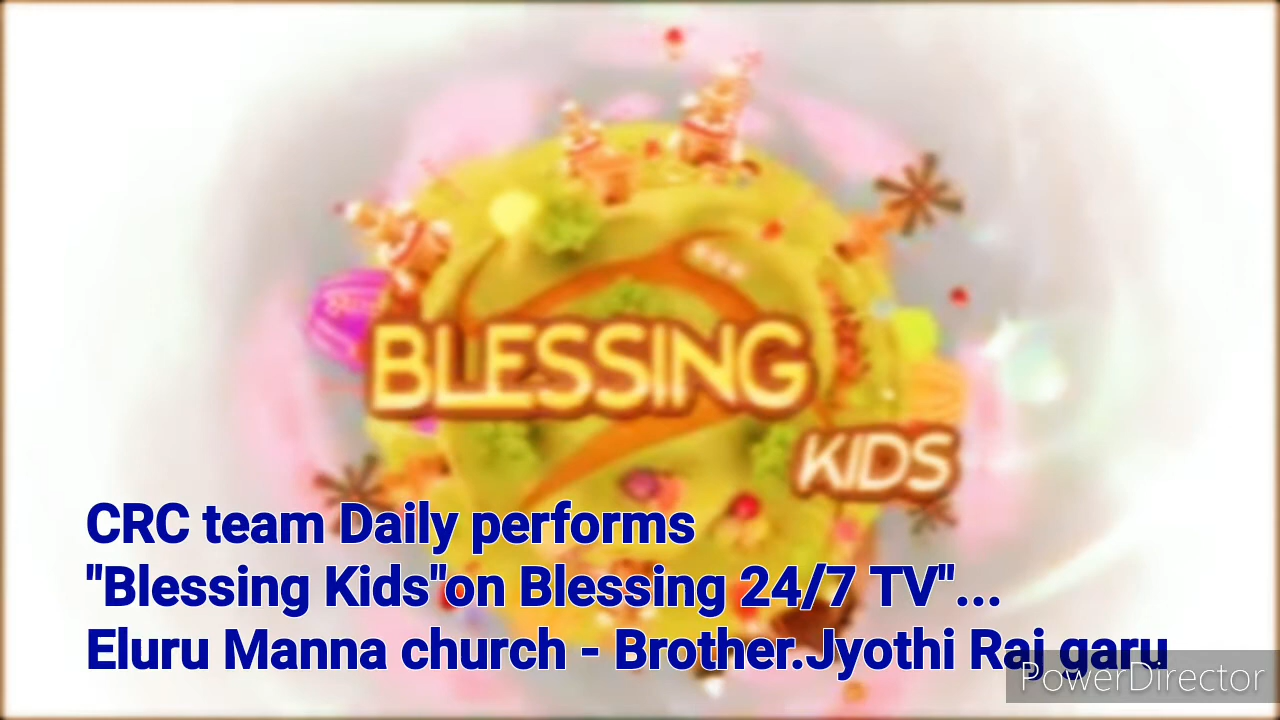 BLESSING
KIDS
CRC team Daily performs
"Blessing Kids"on Blessing 24/7 TV"...
Eluru Manna church - Brother.Jyothi Raj garu
PowerDirector